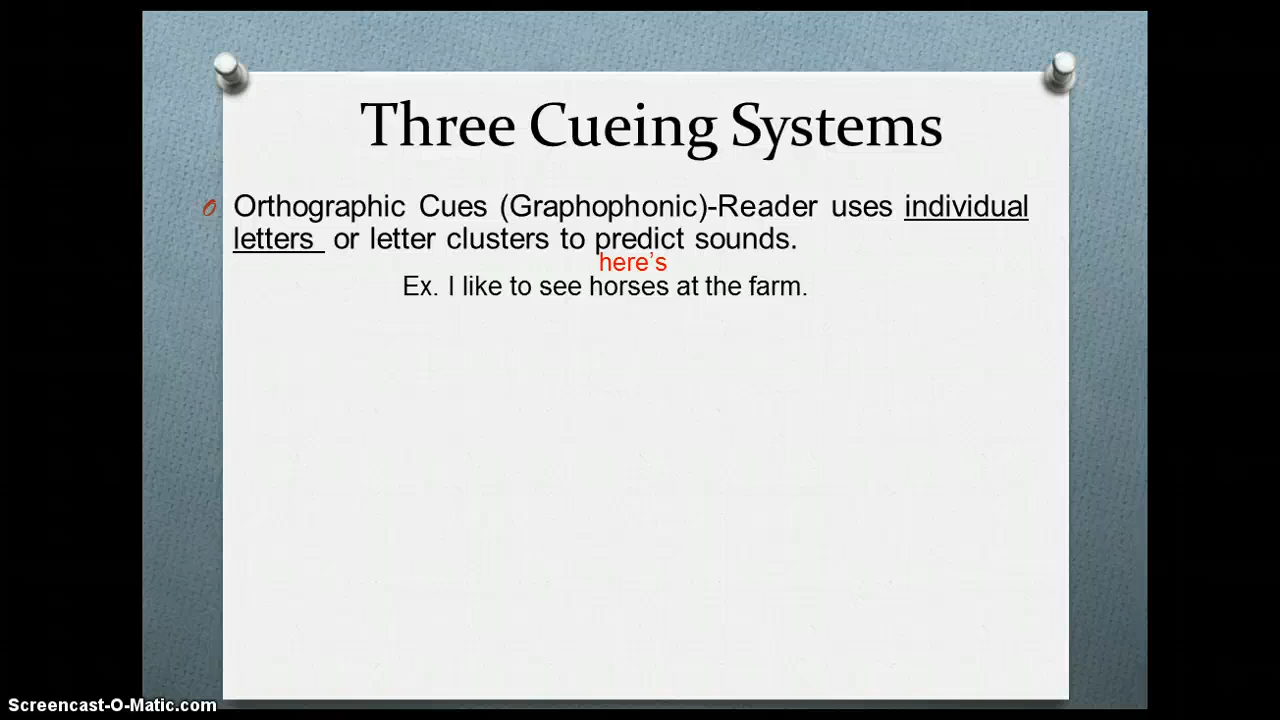 Three Cueing Systems
Orthographic Cues (Graphophonic)-Reader uses individual
letters or letter clusters to predict sounds.
here’s
Ex. I like to see horses at the farm.
Screencast-O-Matic.com